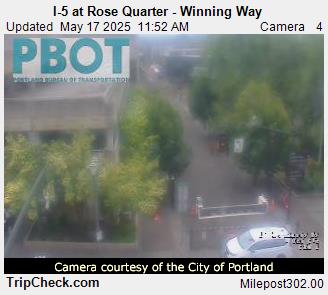 I-5 at Rose Quarter - Winning Way
Updated May 17 2025 11:52 AM Camera 4
PBOT
PORTLAND BUREAU OF TRANSPORTATION
Camera courtesy of the City of Portland
TripCheck.com Milepost302.00